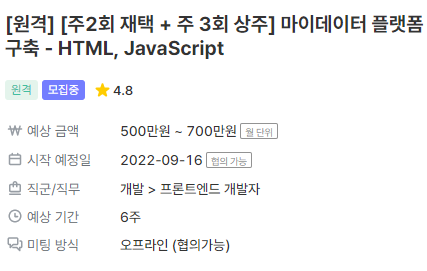 [원격] [주2회 재택 + 주 3회 상주] 마이데이터 플랫폼
구축 - HTML, JavaScript
원격 모집중 4.8
예상 금액 500만원 ~ 700만원 월 단위
시작 예정일 2022-09-16 협의 가능
직군/직무 개발 > 프론트엔드 개발자
예상 기간 6주
미팅 방식 오프라인 (협의가능)